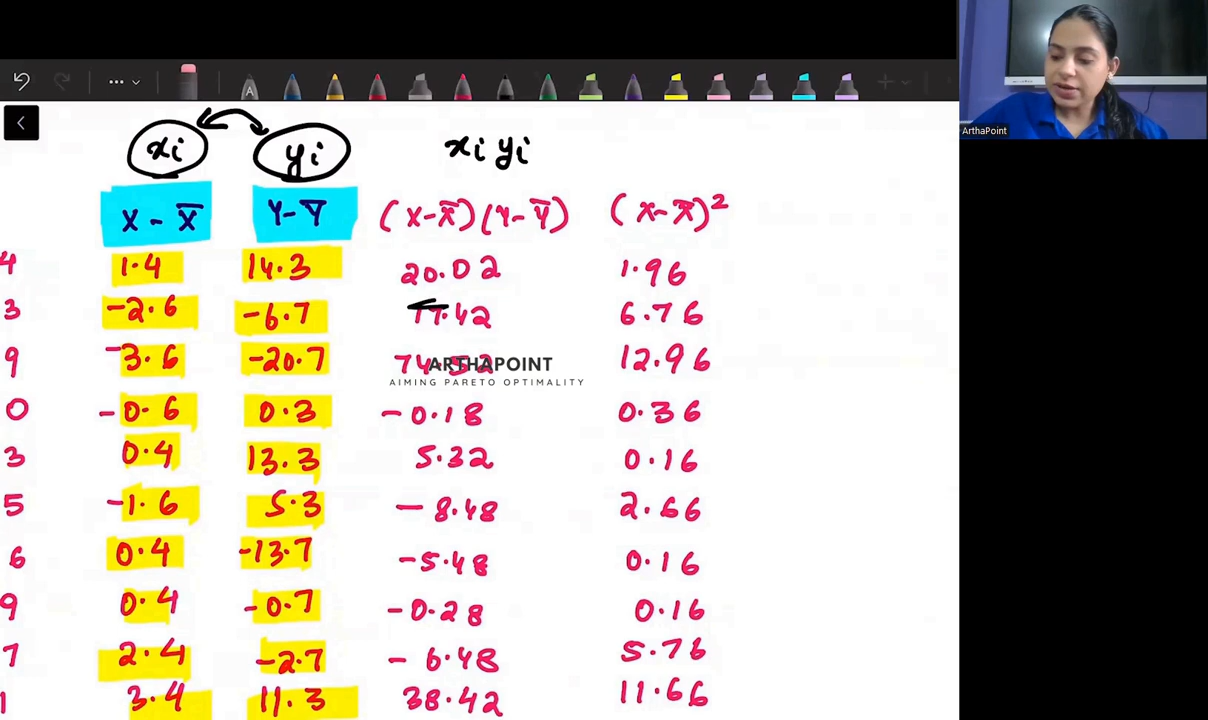 A
ArthaPoint
xi yi xi yi
X - X̅ Y - Y̅ (X-X̅)(Y-Y̅) (X-X̅)²
4 1.4 14.3 20.02 1.96
3 -2.6 -6.7 17.42 6.76
9 -3.6 -20.7 74.52 12.96
ARTHAPOINT
AIMING PARETO OPTIMALITY
0 -0.6 0.3 -0.18 0.36
3 0.4 13.3 5.32 0.16
5 -1.6 5.3 -8.48 2.66
6 0.4 -13.7 -5.48 0.16
9 0.4 -0.7 -0.28 0.16
7 2.4 -2.7 -6.48 5.76
1 3.4 11.3 38.42 11.66